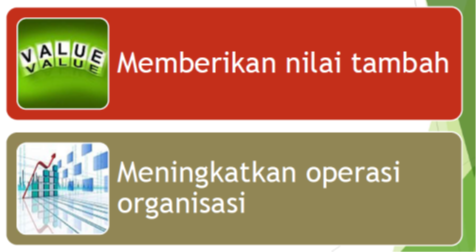 VALUE
VALUE
Memberikan nilai tambah
Meningkatkan operasi
organisasi